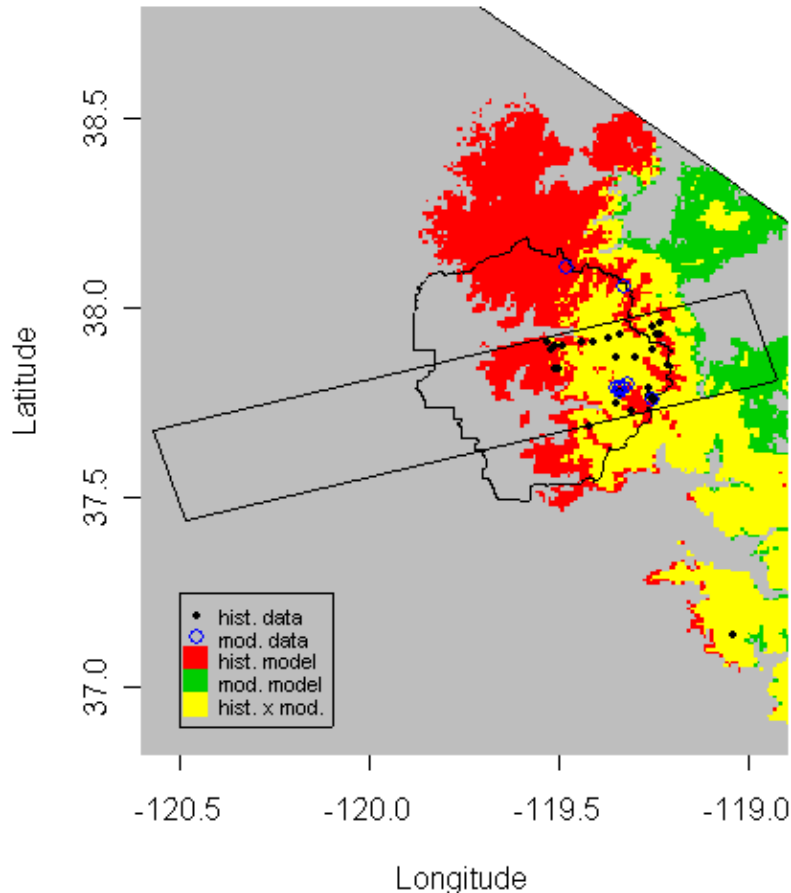 38.5
38.0
37.5
37.0
Latitude
hist. data
mod. data
hist. model
mod. model
hist. x mod.
-120.5
-120.0
-119.5
-119.0
Longitude